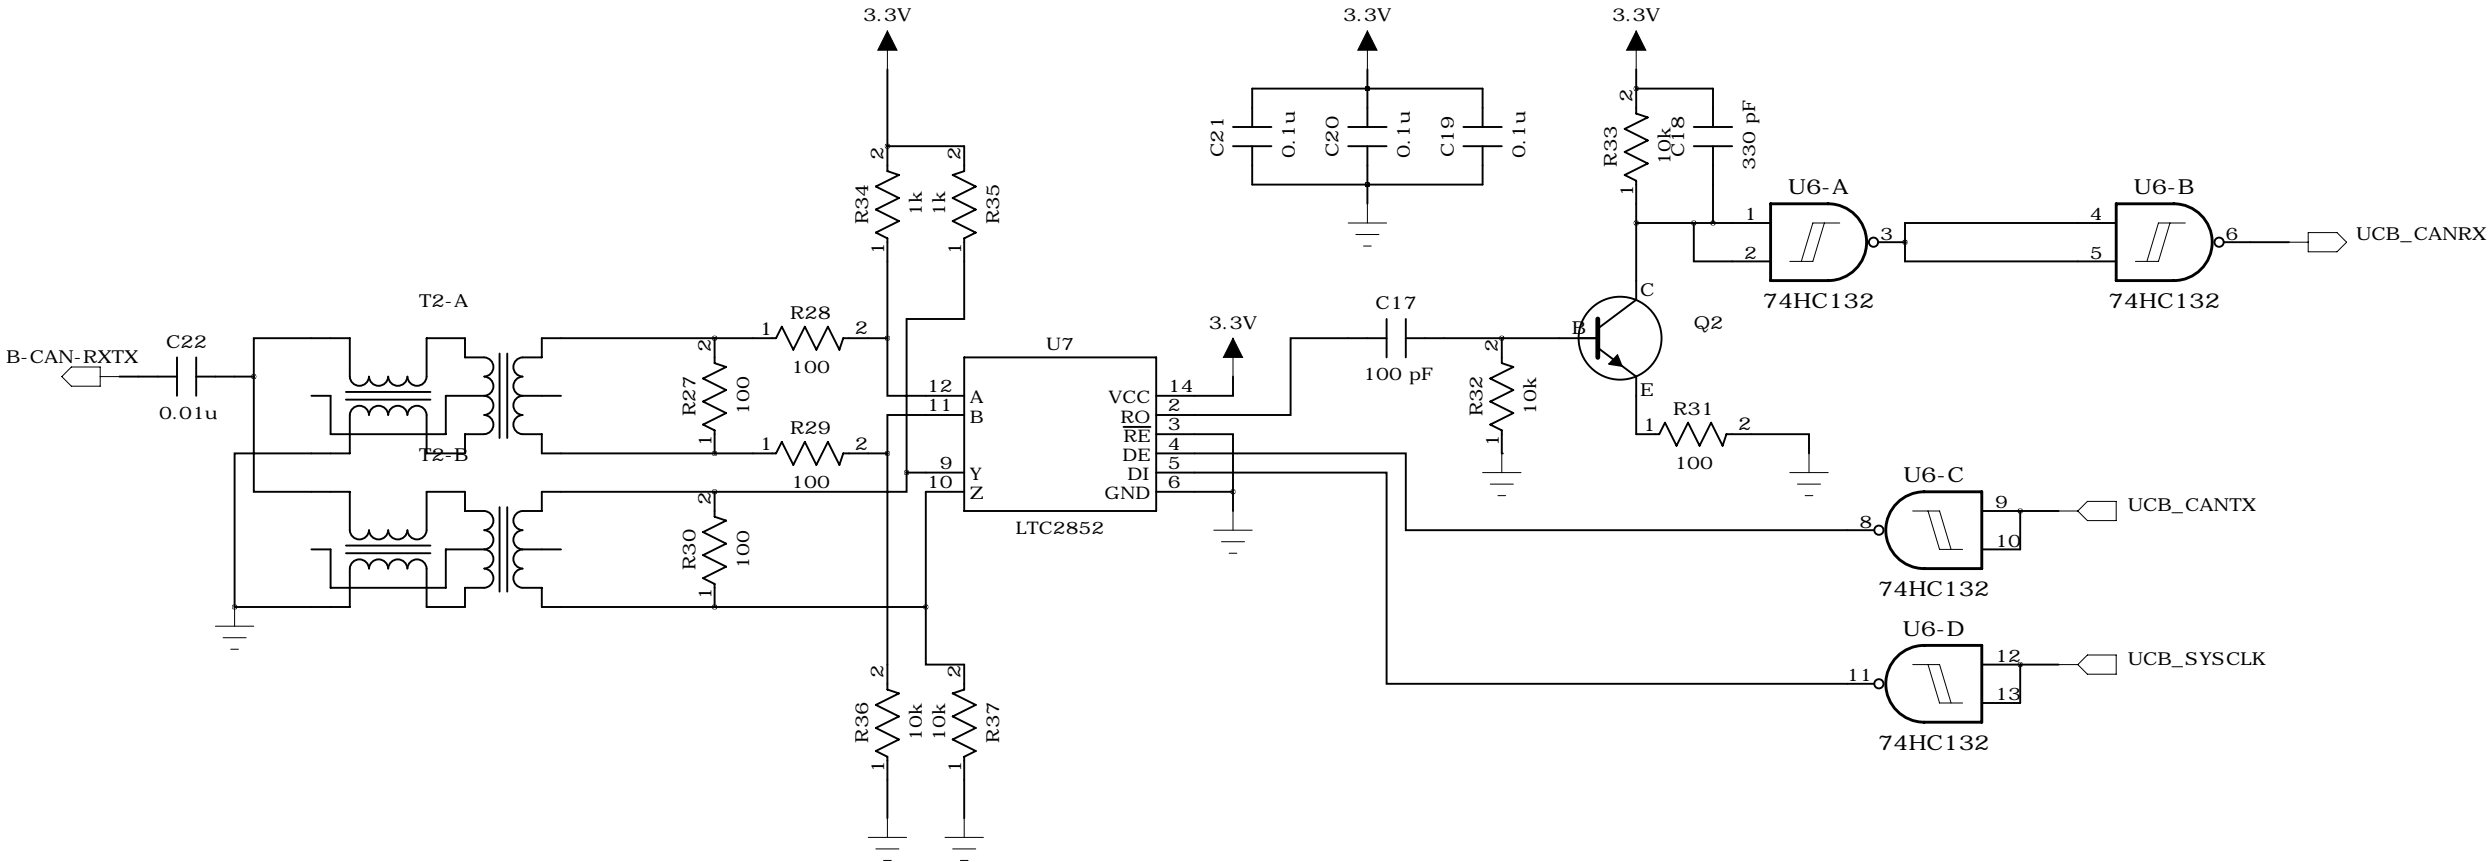 3.3V
3.3V
3.3V
R34
1k
2
1
R35
1k
2
1
C21
0.1u
C20
0.1u
C19
0.1u
R33
10k
2
1
C18
330 pF
U6-A
1
2
3
74HC132
U6-B
4
5
6
74HC132
UCB_CANRX
T2-A
T2-B
B-CAN-RXTX
C22
0.01u
R28
1
2
100
R27
100
2
1
R29
1
2
100
R30
100
2
1
U7
12
A
11
B
9
Y
10
Z
VCC
14
RO
2
RE
3
DE
4
DI
5
GND
6
LTC2852
3.3V
C17
100 pF
R32
10k
2
1
B
C
E
Q2
R31
1
2
100
U6-C
8
9
10
74HC132
UCB_CANTX
U6-D
11
12
13
74HC132
UCB_SYSCLK
R36
10k
2
1
R37
10k
2
1